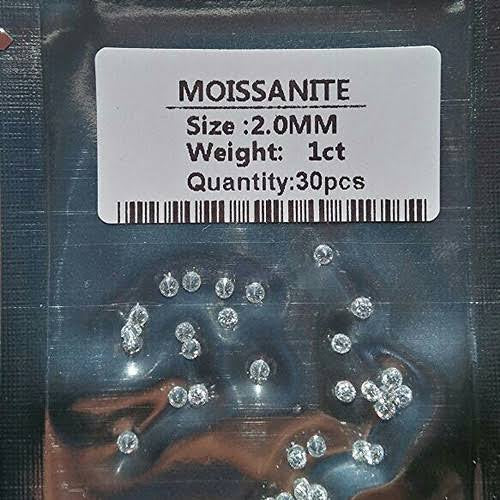 MOISSANITE
Size :2.0MM
Weight: 1ct
Quantity:30pcs